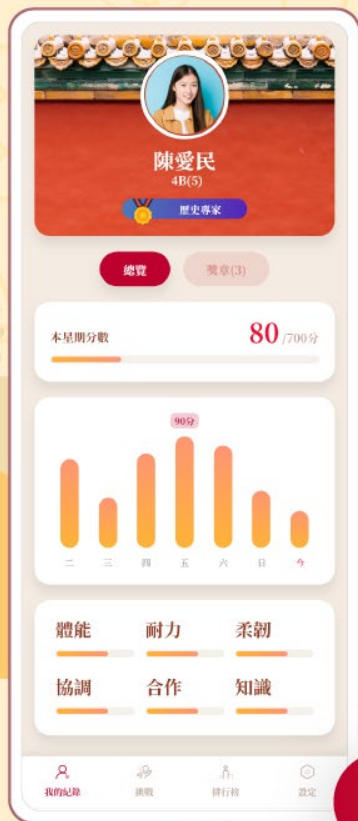 陳愛民
4B(5)
歷史專家
總覽
獎章(3)
本星期分數
80 /700分
90分
二 三 四 五 六 日 今
體能 耐力 柔韌
協調 合作 知識
我的紀錄 挑戰 排行榜 設定